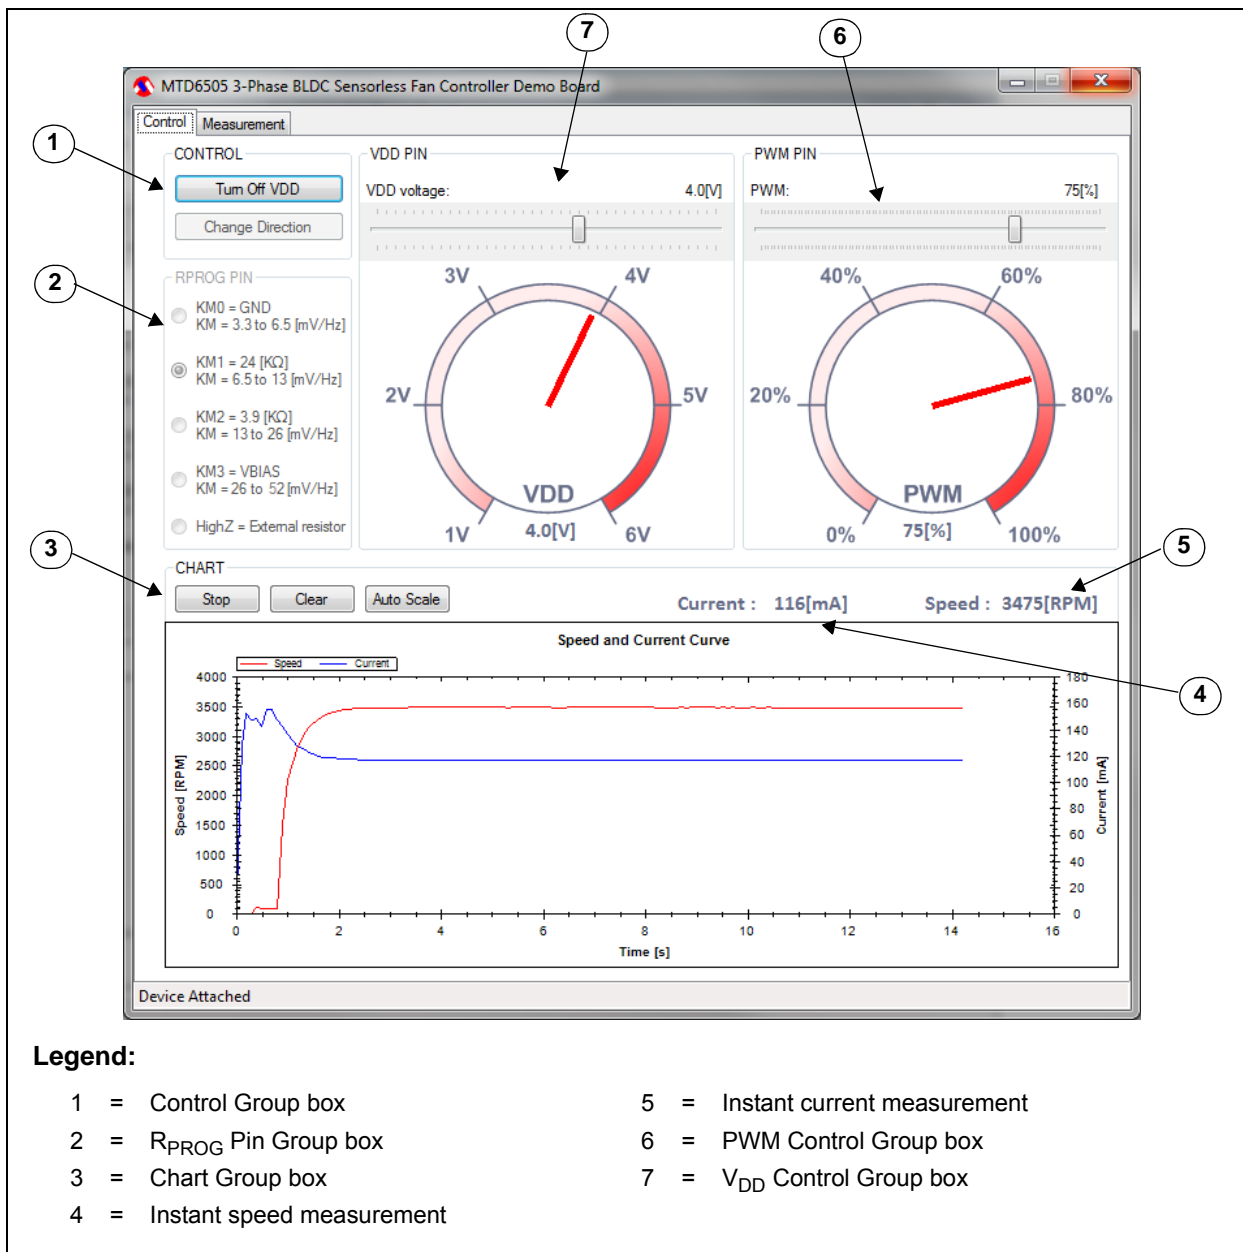 7
6
MTD6505 3-Phase BLDC Sensorless Fan Controller Demo Board
Control Measurement
1
CONTROL
Turn Off VDD
Change Direction
VDD PIN
VDD voltage: 4.0[V]
PWM PIN
PWM: 75[%]
2
RPROG PIN
KM0 = GND
KM = 3.3 to 6.5 [mV/Hz]
KM1 = 24 [KΩ]
KM = 6.5 to 13 [mV/Hz]
KM2 = 3.9 [KΩ]
KM = 13 to 26 [mV/Hz]
KM3 = VBIAS
KM = 26 to 52 [mV/Hz]
HighZ = External resistor
3V 4V
2V 5V
VDD
1V 4.0[V] 6V
40% 60%
20% 80%
PWM
0% 75[%] 100%
3
5
CHART
Stop Clear Auto Scale
Current : 116[mA] Speed : 3475[RPM]
4
Speed and Current Curve
Speed Current
4000
3500
3000
2500
2000
1500
1000
500
0
Speed [RPM]
180
160
140
120
100
80
60
40
20
0
Current [mA]
0 2 4 6 8 10 12 14 16
Time [s]
Device Attached
Legend:
1 = Control Group box
2 = RPROG Pin Group box
3 = Chart Group box
4 = Instant speed measurement
5 = Instant current measurement
6 = PWM Control Group box
7 = VDD Control Group box